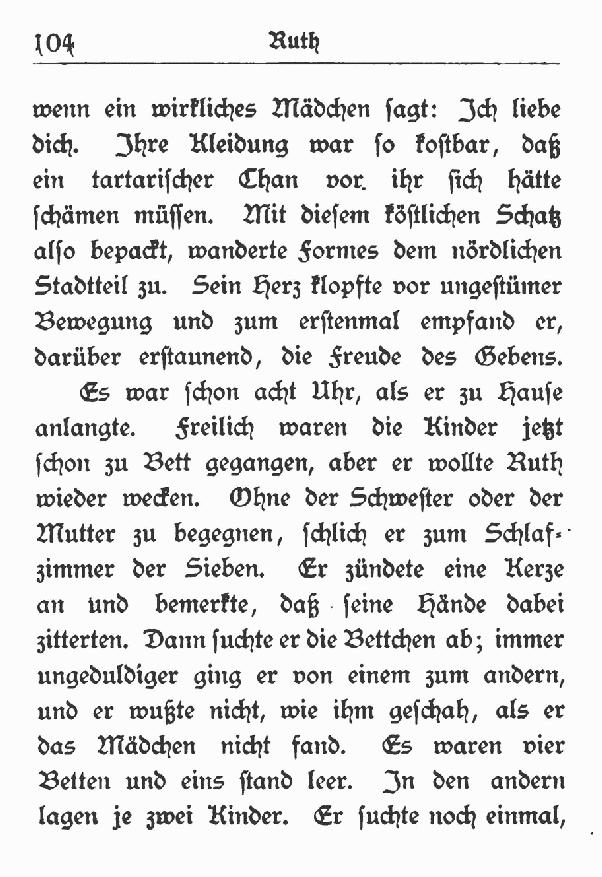 104 Ruth
wenn ein wirkliches Mädchen sagt: Ich liebe
dich. Ihre Kleidung war so kostbar, daß
ein tartarischer Chan vor ihr sich hätte
schämen müssen. Mit diesem köstlichen Schatz
also bepackt, wanderte Formes dem nördlichen
Stadtteil zu. Sein Herz klopfte vor ungestümer
Bewegung und zum erstenmal empfand er,
darüber erstaunend, die Freude des Gebens.
Es war schon acht Uhr, als er zu Hause
anlangte. Freilich waren die Kinder jetzt
schon zu Bett gegangen, aber er wollte Ruth
wieder wecken. Ohne der Schwester oder der
Mutter zu begegnen, schlich er zum Schlaf-
zimmer der Sieben. Er zündete eine Kerze
an und bemerkte, daß seine Hände dabei
zitterten. Dann suchte er die Bettchen ab; immer
ungeduldiger ging er von einem zum andern,
und er wußte nicht, wie ihm geschah, als er
das Mädchen nicht fand. Es waren vier
Betten und eins stand leer. In den andern
lagen je zwei Kinder. Er suchte noch einmal,